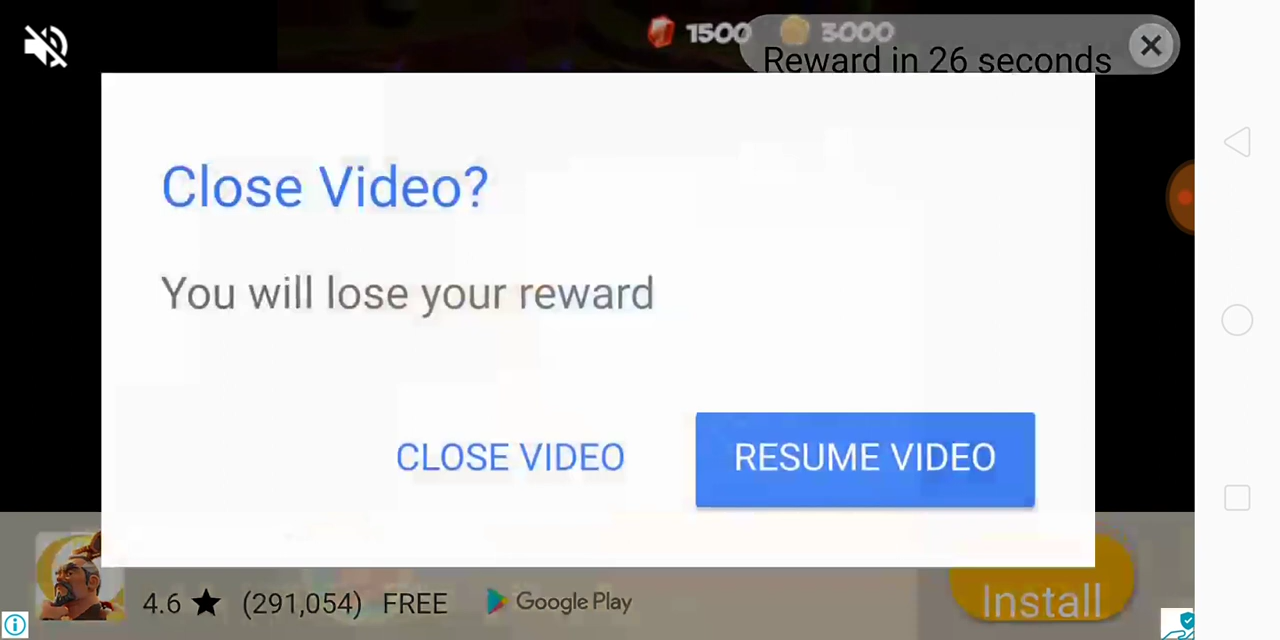 1500 3000
Reward in 26 seconds
Close Video?
You will lose your reward
CLOSE VIDEO RESUME VIDEO
4.6 ★ (291,054) FREE Google Play Install